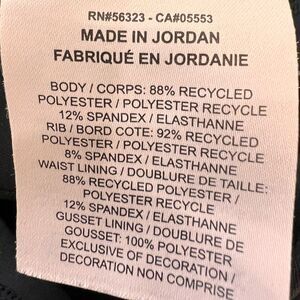 RN#56323 - CA#05553
MADE IN JORDAN
FABRIQUÉ EN JORDANIE
BODY / CORPS: 88% RECYCLED
POLYESTER / POLYESTER RECYCLE
12% SPANDEX / ELASTHANNE
RIB / BORD COTE: 92% RECYCLED
POLYESTER / POLYESTER RECYCLE
8% SPANDEX / ELASTHANNE
WAIST LINING / DOUBLURE DE TAILLE:
88% RECYCLED POLYESTER /
POLYESTER RECYCLE
12% SPANDEX / ELASTHANNE
GUSSET LINING / DOUBLURE DE
GOUSSET: 100% POLYESTER
EXCLUSIVE OF DECORATION /
DECORATION NON COMPRISE